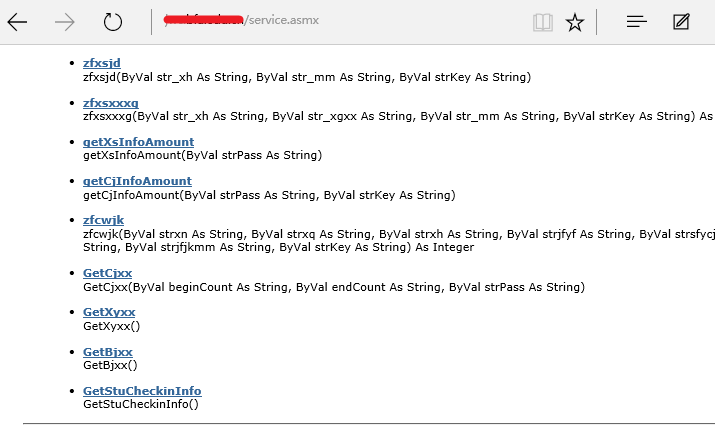 /service.asmx
zfxsjd
zfxsjd(ByVal str_xh As String, ByVal str_mm As String, ByVal strKey As String)
zfxsxxxg
zfxsxxxg(ByVal str_xh As String, ByVal str_xgxx As String, ByVal str_mm As String, ByVal strKey As String) As
getXsInfoAmount
getXsInfoAmount(ByVal strPass As String)
getCjInfoAmount
getCjInfoAmount(ByVal strPass As String, ByVal strKey As String)
zfcwjk
zfcwjk(ByVal strxn As String, ByVal strxq As String, ByVal strxh As String, ByVal strjfyf As String, ByVal strsfycj
String, ByVal strjfjkmm As String, ByVal strKey As String) As Integer
GetCjxx
GetCjxx(ByVal beginCount As String, ByVal endCount As String, ByVal strPass As String)
GetXyxx
GetXyxx()
GetBjxx
GetBjxx()
GetStuCheckinInfo
GetStuCheckinInfo()